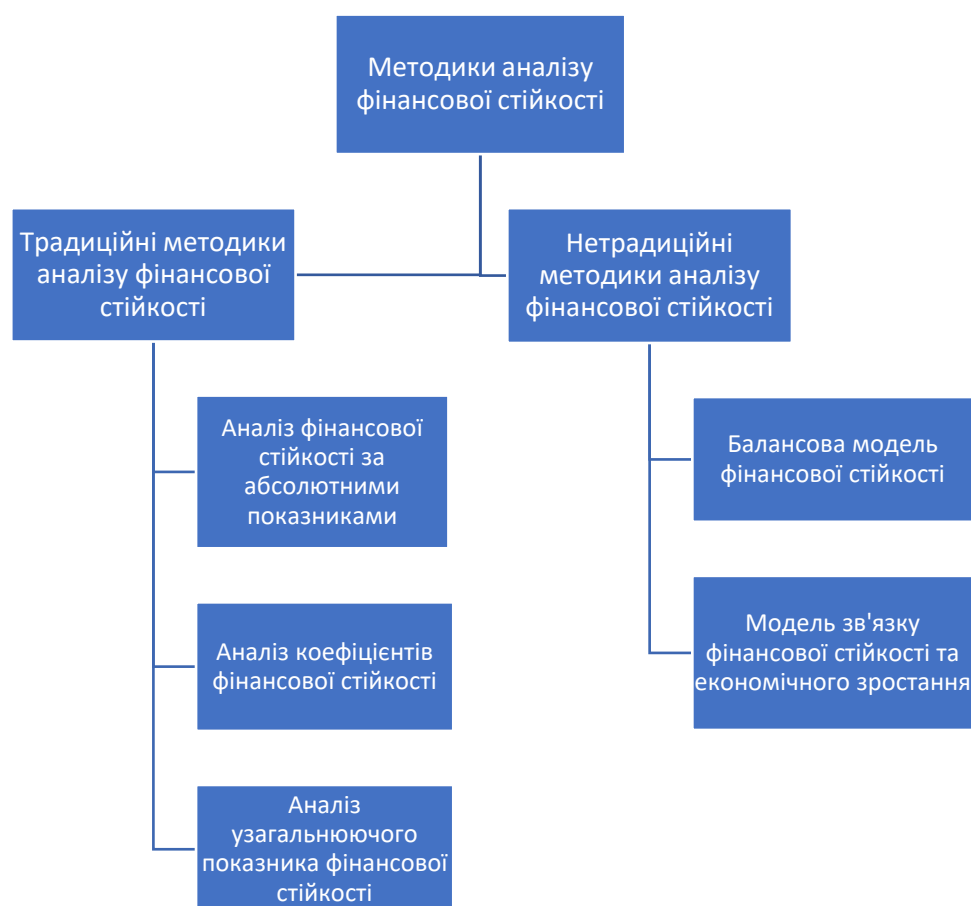 Методики аналізу
фінансової стійкості
Традиційні методики
аналізу фінансової
стійкості
Нетрадиційні
методики аналізу
фінансової стійкості
Аналіз фінансової
стійкості за
абсолютними
показниками
Балансова модель
фінансової стійкості
Аналіз коефіцієнтів
фінансової стійкості
Модель зв'язку
фінансової стійкості та
економічного зростання
Аналіз
узагальнюючого
показника фінансової
стійкості